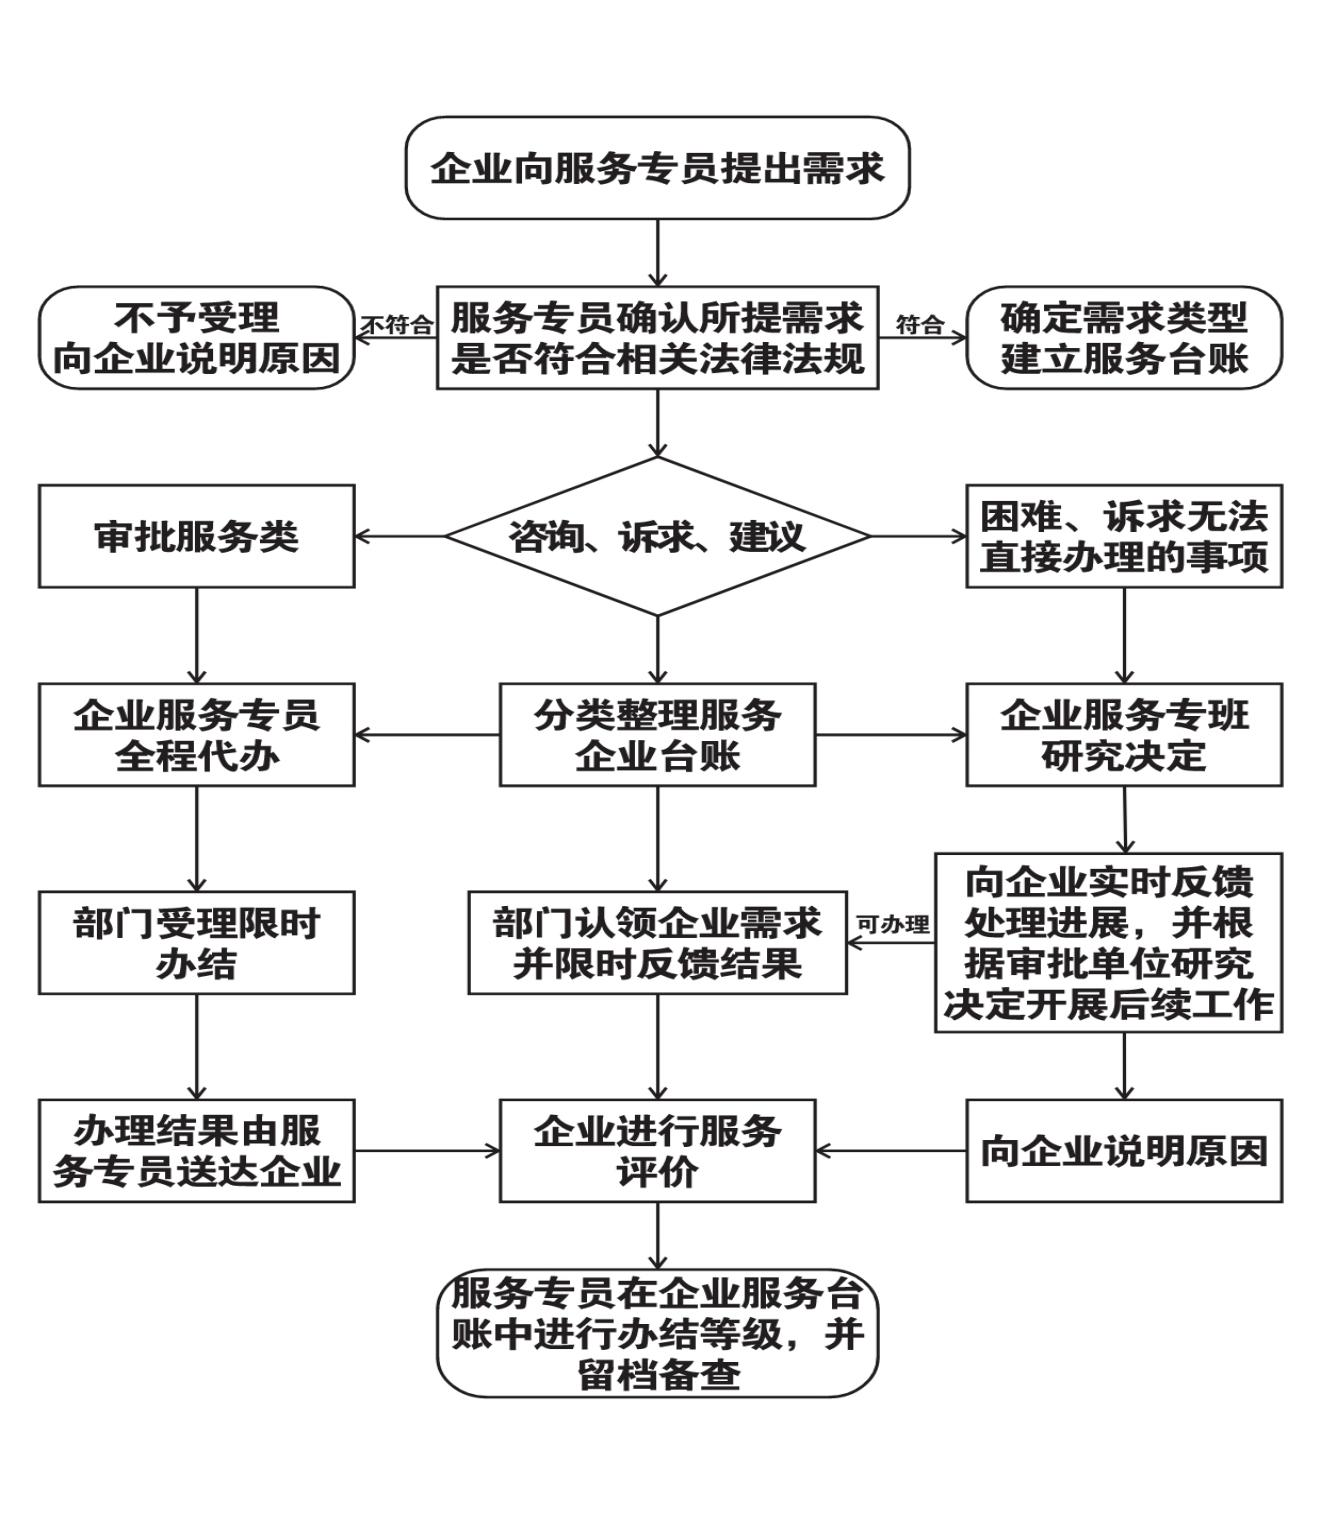 企业向服务专员提出需求
不予受理
向企业说明原因
不符合
服务专员确认所提需求
是否符合相关法律法规
符合
确定需求类型
建立服务台账
审批服务类
咨询、诉求、建议
困难、诉求无法
直接办理的事项
企业服务专员
全程代办
分类整理服务
企业台账
企业服务专班
研究决定
部门受理限时
办结
部门认领企业需求
并限时反馈结果
可办理
向企业实时反馈
处理进展，并根
据审批单位研究
决定开展后续工作
办理结果由服
务专员送达企业
企业进行服务
评价
向企业说明原因
服务专员在企业服务台
账中进行办结等级，并
留档备查